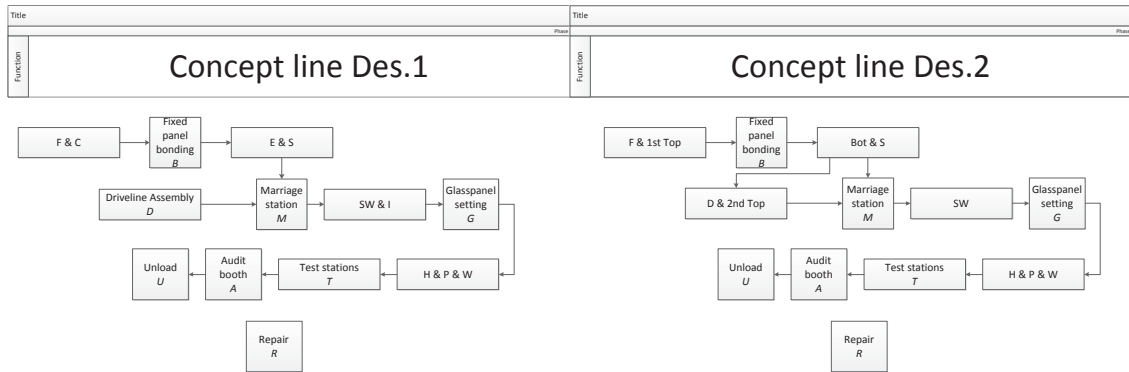 Title
Phase
Function
Concept line Des.1
F & C
Fixed
panel
bonding
B
E & S
Driveline Assembly
D
Marriage
station
M
SW & I
Glasspanel
setting
G
Unload
U
Audit
booth
A
Test stations
T
H & P & W
Repair
R
Title
Phase
Function
Concept line Des.2
F & 1st Top
Fixed
panel
bonding
B
Bot & S
D & 2nd Top
Marriage
station
M
SW
Glasspanel
setting
G
Unload
U
Audit
booth
A
Test stations
T
H & P & W
Repair
R